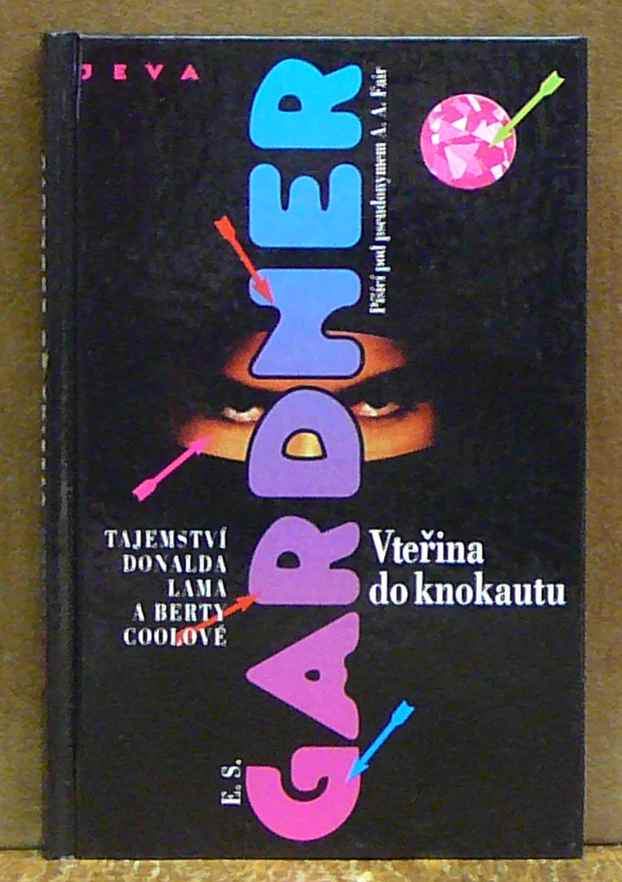 JEVA
E. S.
GARDNER
Píšící pod pseudonymem A. A. Fair
TAJEMSTVÍ
DONALDA
LAMA
A BERTY
COOLOVÉ
Vteřina
do knokautu